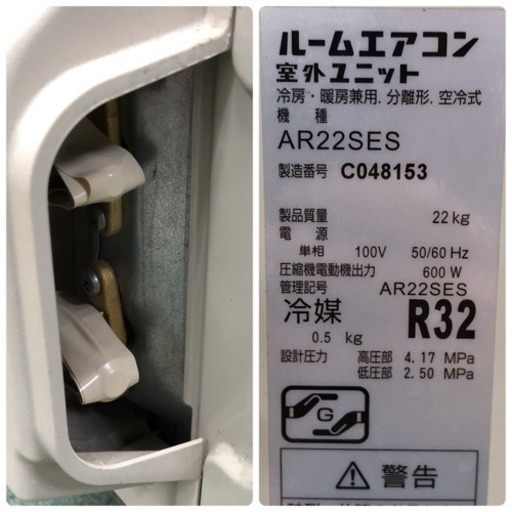 ルームエアコン
室外ユニット
冷房・暖房兼用. 分離形. 空冷式
機 種
AR22SES
製造番号 C048153
製品質量 22 kg
電 源
単相 100V 50/60 Hz
圧縮機電動機出力 600 W
管理記号 AR22SES
冷媒 R32
0.5 kg
設計圧力 高圧部 4.17 MPa
低圧部 2.50 MPa
G
警告